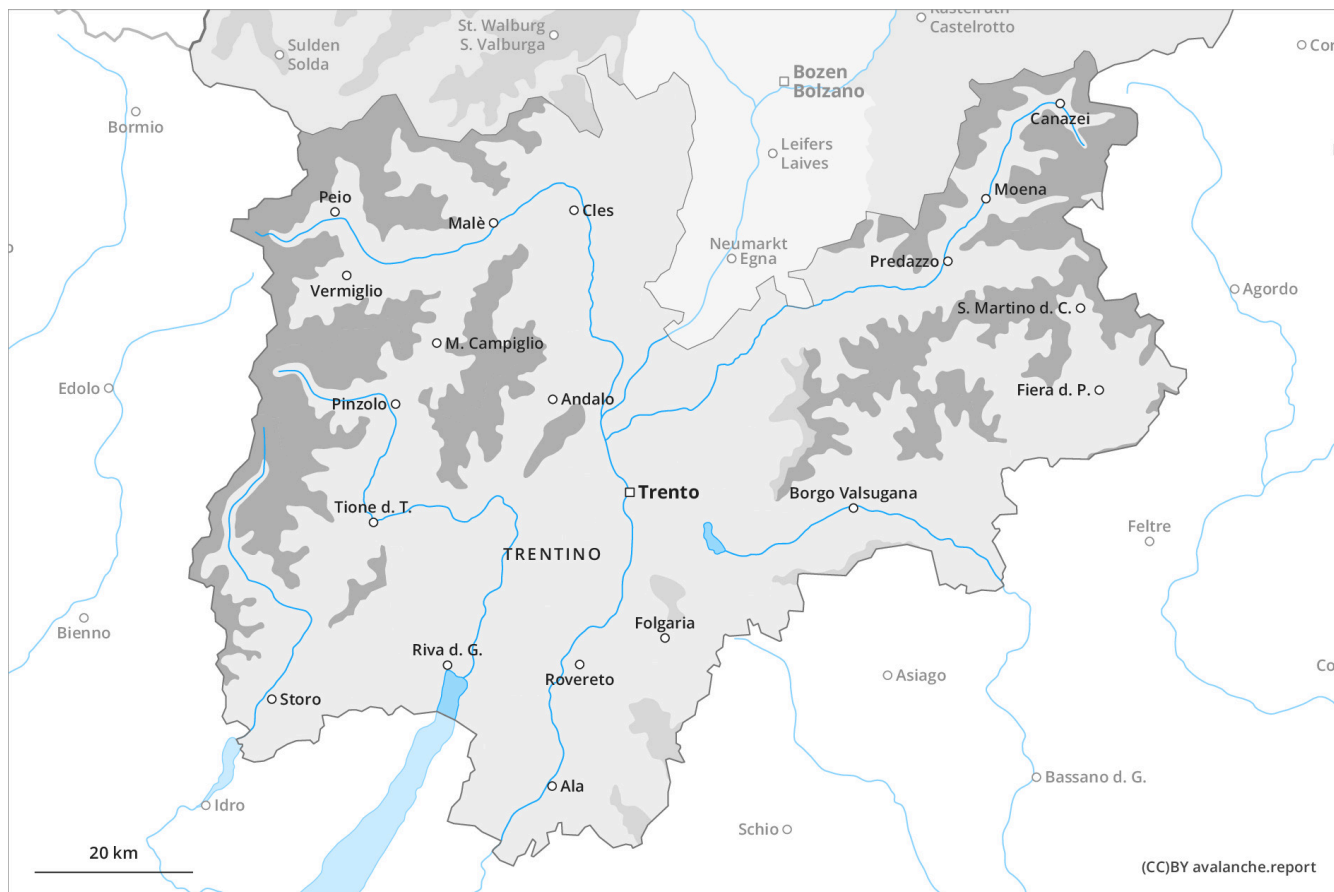 Kastelruth
Castelrotto
St. Walburg
S. Valburga
Sulden
Solda
Bozen
Bolzano
Canazei
Bormio
Leifers
Laives
Moena
Peio
Malè
Cles
Neumarkt
Egna
Predazzo
Vermiglio
Agordo
S. Martino d. C.
M. Campiglio
Edolo
Pinzolo
Andalo
Fiera d. P.
Trento
Borgo Valsugana
Tione d. T.
Feltre
TRENTINO
Bienno
Folgaria
Riva d. G.
Rovereto
Asiago
Storo
Ala
Bassano d. G.
Idro
Schio
20 km
(CC)BY avalanche.report